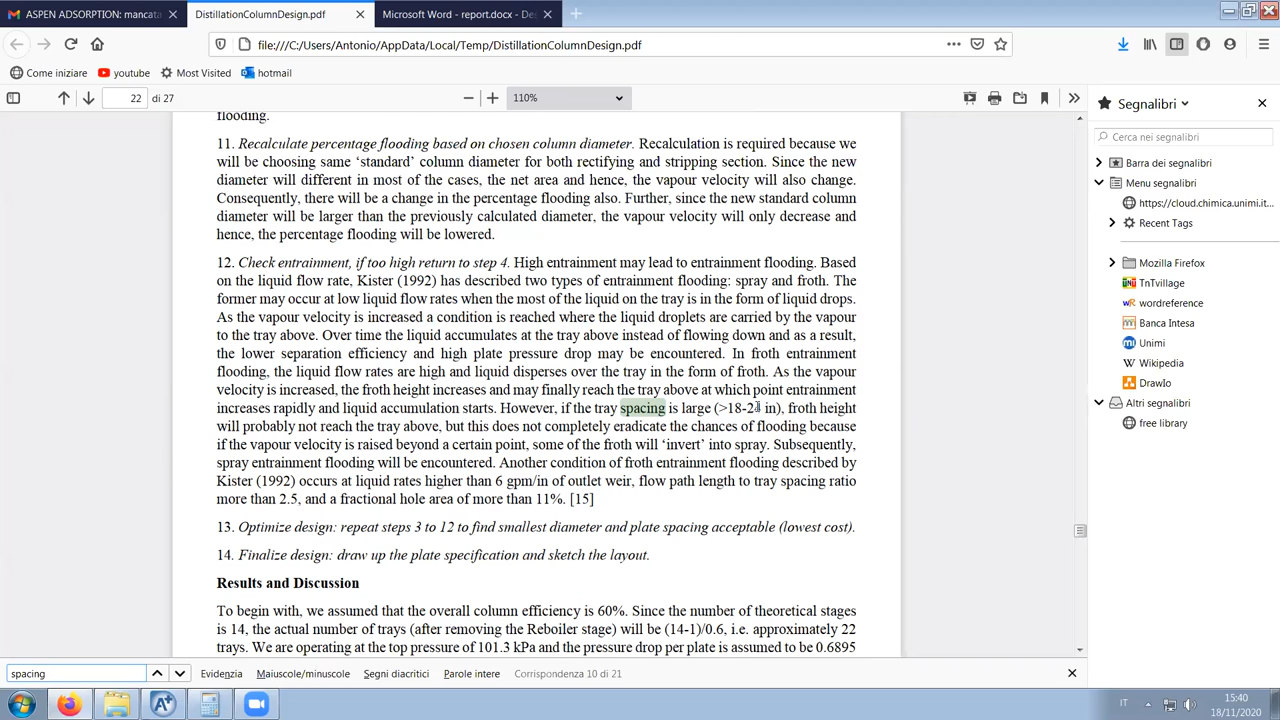 ASPEN ADSORPTION: mancata
DistillationColumnDesign.pdf
Microsoft Word - report.docx - De
file:///C:/Users/Antonio/AppData/Local/Temp/DistillationColumnDesign.pdf
Come iniziare
youtube
Most Visited
hotmail
22
di 27
110%
Segnalibri
Cerca nei segnalibri
Barra dei segnalibri
Menu segnalibri
https://cloud.chimica.unimi.it...
Recent Tags
Mozilla Firefox
TnTvillage
wordreference
Banca Intesa
Unimi
Wikipedia
DrawIo
Altri segnalibri
free library
flooding.
11. Recalculate percentage flooding based on chosen column diameter. Recalculation is required because we
will be choosing same ‘standard’ column diameter for both rectifying and stripping section. Since the new
diameter will different in most of the cases, the net area and hence, the vapour velocity will also change.
Consequently, there will be a change in the percentage flooding also. Further, since the new standard column
diameter will be larger than the previously calculated diameter, the vapour velocity will only decrease and
hence, the percentage flooding will be lowered.
12. Check entrainment, if too high return to step 4. High entrainment may lead to entrainment flooding. Based
on the liquid flow rate, Kister (1992) has described two types of entrainment flooding: spray and froth. The
former may occur at low liquid flow rates when the most of the liquid on the tray is in the form of liquid drops.
As the vapour velocity is increased a condition is reached where the liquid droplets are carried by the vapour
to the tray above. Over time the liquid accumulates at the tray above instead of flowing down and as a result,
the lower separation efficiency and high plate pressure drop may be encountered. In froth entrainment
flooding, the liquid flow rates are high and liquid disperses over the tray in the form of froth. As the vapour
velocity is increased, the froth height increases and may finally reach the tray above at which point entrainment
increases rapidly and liquid accumulation starts. However, if the tray spacing is large in), froth height
will probably not reach the tray above, but this does not completely eradicate the chances of flooding because
if the vapour velocity is raised beyond a certain point, some of the froth will ‘invert’ into spray. Subsequently,
spray entrainment flooding will be encountered. Another condition of froth entrainment flooding described by
Kister (1992) occurs at liquid rates higher than 6 gpm/in of outlet weir, flow path length to tray spacing ratio
more than 2.5, and a fractional hole area of more than 11%. [15]
13. Optimize design: repeat steps 3 to 12 to find smallest diameter and plate spacing acceptable (lowest cost).
14. Finalize design: draw up the plate specification and sketch the layout.
Results and Discussion
To begin with, we assumed that the overall column efficiency is 60%. Since the number of theoretical stages
is 14, the actual number of trays (after removing the Reboiler stage) will be (14-1)/0.6, i.e. approximately 22
trays. We are operating at the top pressure of 101.3 kPa and the pressure drop per plate is assumed to be 0.6895
spacing
Evidenzia
Maiuscole/minuscole
Segni diacritici
Parole intere
Corrispondenza 10 di 21
IT
15:40
18/11/2020